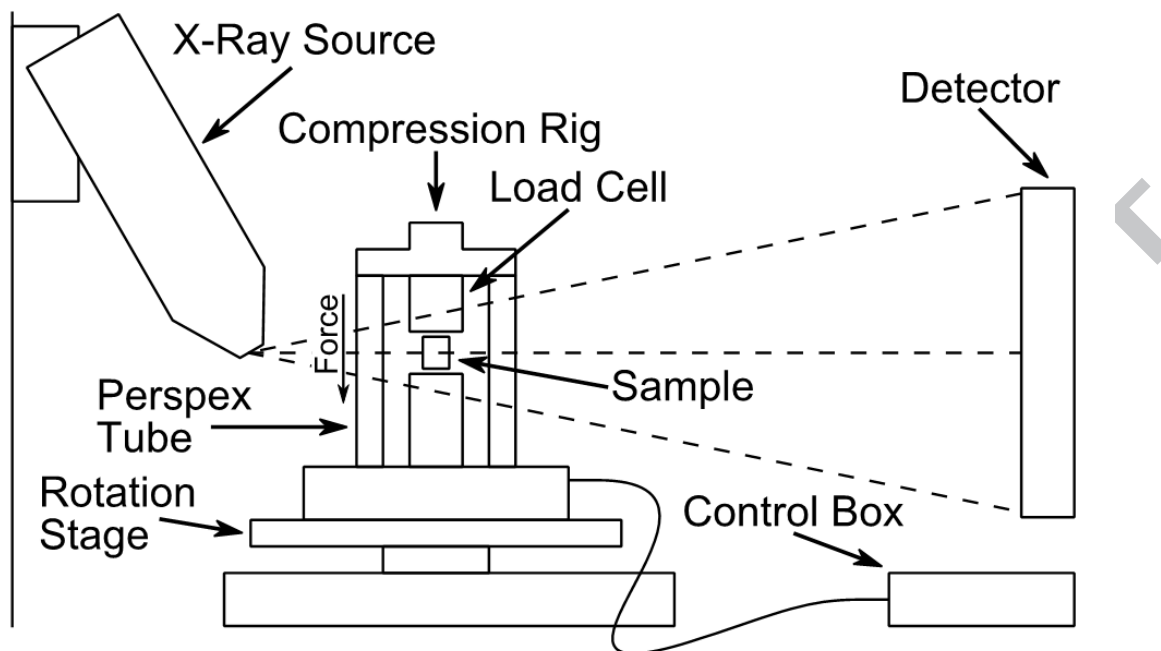 X-Ray Source
Compression Rig
Load Cell
Detector
Force
Sample
Perspex
Tube
Rotation
Stage
Control Box